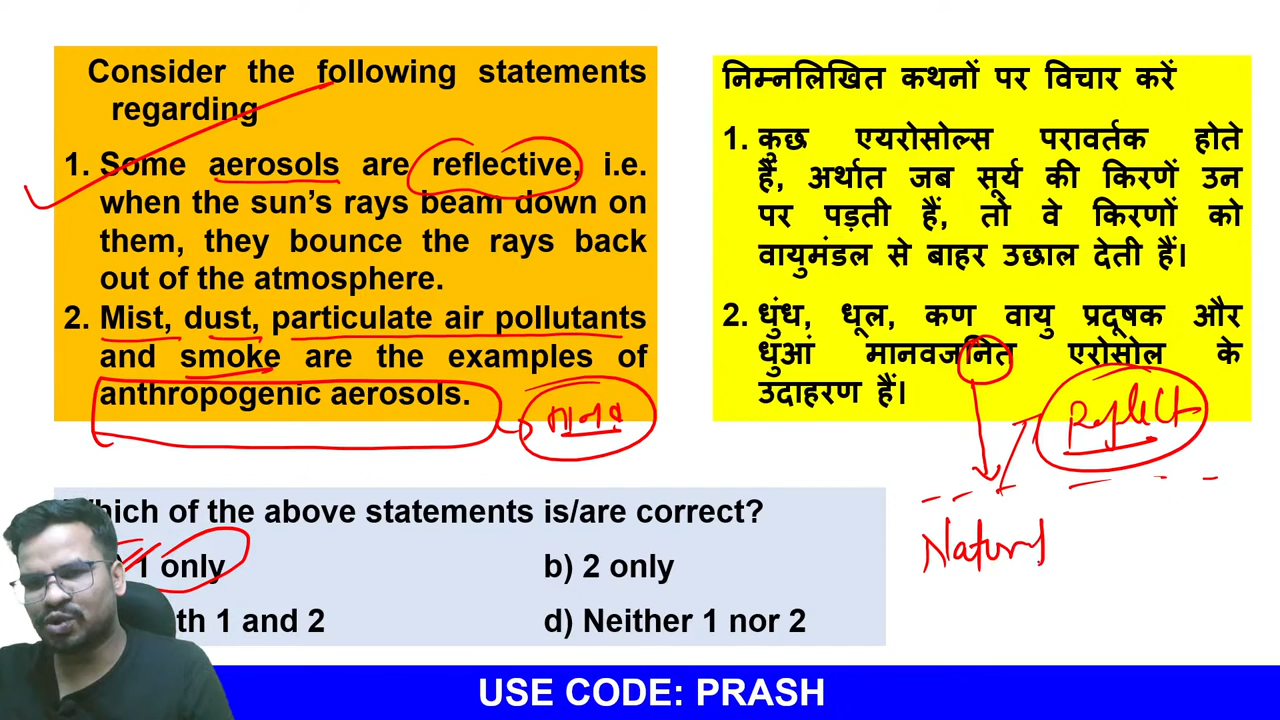 Consider the following statements
regarding
1. Some aerosols are reflective, i.e.
when the sun's rays beam down on
them, they bounce the rays back
out of the atmosphere.
2. Mist, dust, particulate air pollutants
and smoke are the examples of
anthropogenic aerosols.
निम्नलिखित कथनों पर विचार करें
1. कुछ एयरोसोल्स परावर्तक होते
हैं, अर्थात जब सूर्य की किरणें उन
पर पड़ती हैं, तो वे किरणों को
वायुमंडल से बाहर उछाल देती हैं।
2. धुंध, धूल, कण वायु प्रदूषक और
धुआं मानवजनित एरोसोल के
उदाहरण हैं।
Reflect
Natural
hich of the above statements is/are correct?
) 1 only
b) 2 only
th 1 and 2
d) Neither 1 nor 2
USE CODE: PRASH